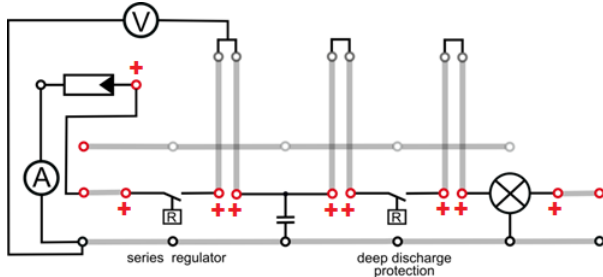 V
+
A
R
R
+
+ +
+
+
+
+
series regulator
deep discharge
protection